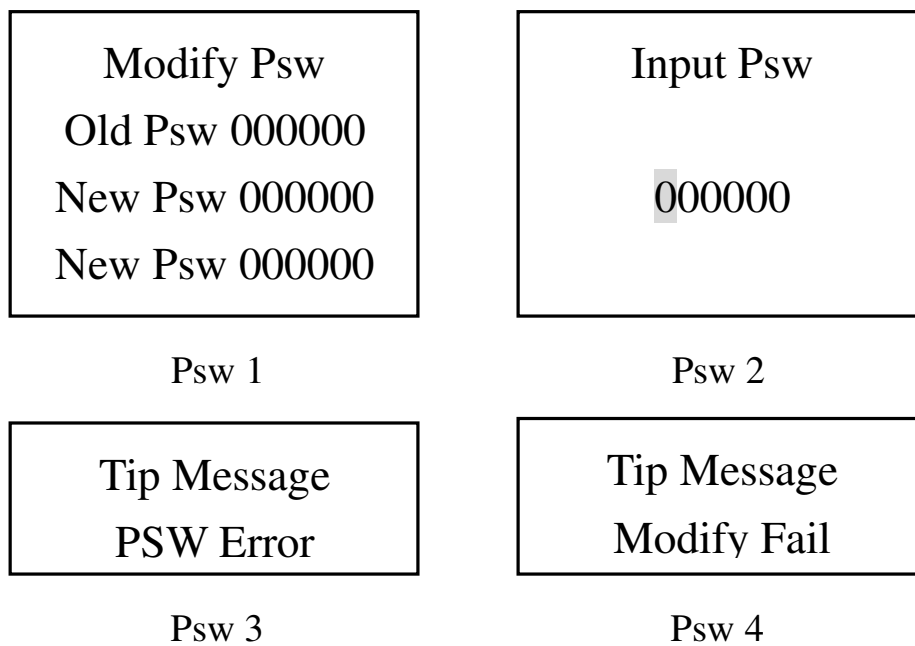 Modify Psw
Old Psw 000000
New Psw 000000
New Psw 000000
Psw 1
Input Psw
000000
Psw 2
Tip Message
PSW Error
Psw 3
Tip Message
Modify Fail
Psw 4